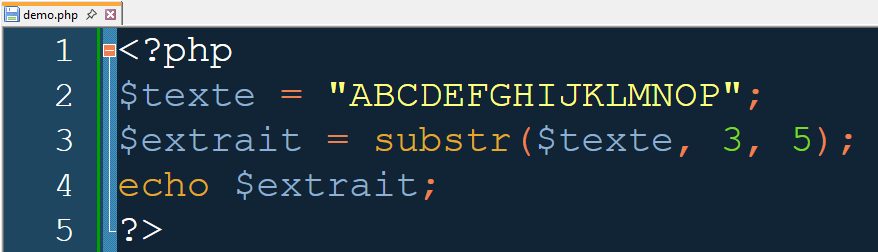 demo.php
1 <?php
2 $texte = "ABCDEFGHIJKLMNOP";
3 $extrait = substr($texte, 3, 5);
4 echo $extrait;
5 ?>